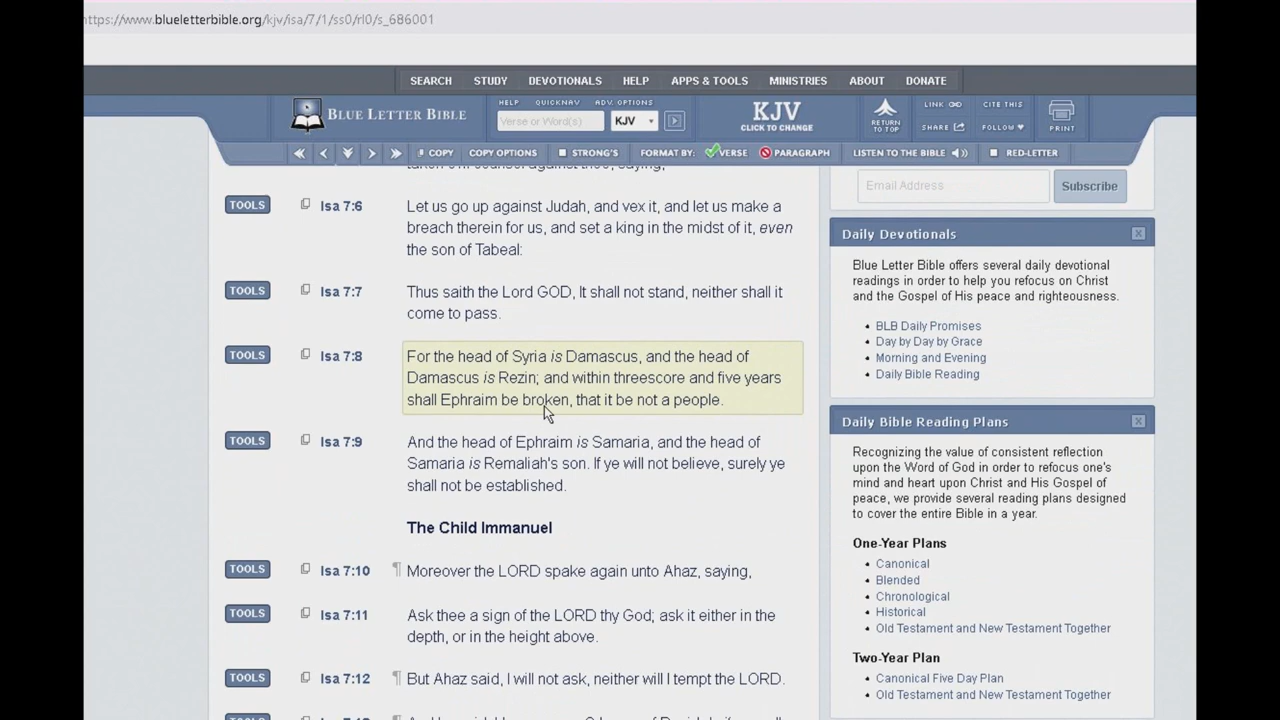 https://www.blueletterbible.org/kjv/isa/7/1/ss0/rl0/s_686001
SEARCH STUDY DEVOTIONALS HELP APPS & TOOLS MINISTRIES ABOUT DONATE
BLUE LETTER BIBLE
HELP QUICKNAV ADV. OPTIONS
Verse or Word(s) KJV
KJV
CLICK TO CHANGE
RETURN
TO TOP
LINK CITE THIS
SHARE FOLLOW
PRINT
COPY COPY OPTIONS STRONG'S FORMAT BY: VERSE PARAGRAPH LISTEN TO THE BIBLE RED-LETTER
TOOLS Isa 7:6 Let us go up against Judah, and vex it, and let us make a
breach therein for us, and set a king in the midst of it, even
the son of Tabeal:
TOOLS Isa 7:7 Thus saith the Lord GOD, It shall not stand, neither shall it
come to pass.
TOOLS Isa 7:8 For the head of Syria is Damascus, and the head of
Damascus is Rezin; and within threescore and five years
shall Ephraim be broken, that it be not a people.
TOOLS Isa 7:9 And the head of Ephraim is Samaria, and the head of
Samaria is Remaliah's son. If ye will not believe, surely ye
shall not be established.
The Child Immanuel
TOOLS Isa 7:10 ¶ Moreover the LORD spake again unto Ahaz, saying,
TOOLS Isa 7:11 Ask thee a sign of the LORD thy God; ask it either in the
depth, or in the height above.
TOOLS Isa 7:12 ¶ But Ahaz said, I will not ask, neither will I tempt the LORD.
Email Address Subscribe
Daily Devotionals
Blue Letter Bible offers several daily devotional
readings in order to help you refocus on Christ
and the Gospel of His peace and righteousness.
BLB Daily Promises
Day by Day by Grace
Morning and Evening
Daily Bible Reading
Daily Bible Reading Plans
Recognizing the value of consistent reflection
upon the Word of God in order to refocus one's
mind and heart upon Christ and His Gospel of
peace, we provide several reading plans designed
to cover the entire Bible in a year.
One-Year Plans
Canonical
Blended
Chronological
Historical
Old Testament and New Testament Together
Two-Year Plan
Canonical Five Day Plan
Old Testament and New Testament Together